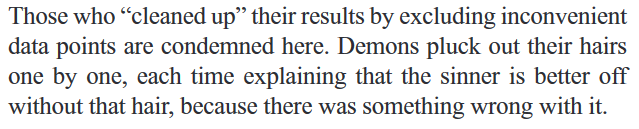 Those who “cleaned up” their results by excluding inconvenient
data points are condemned here. Demons pluck out their hairs
one by one, each time explaining that the sinner is better off
without that hair, because there was something wrong with it.